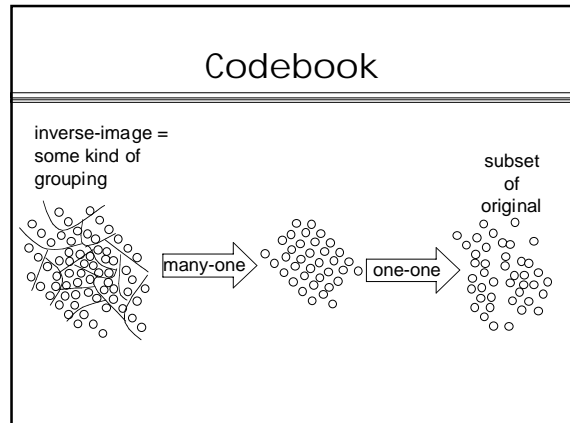 Codebook
inverse-image =
some kind of
grouping
many-one
one-one
subset
of
original